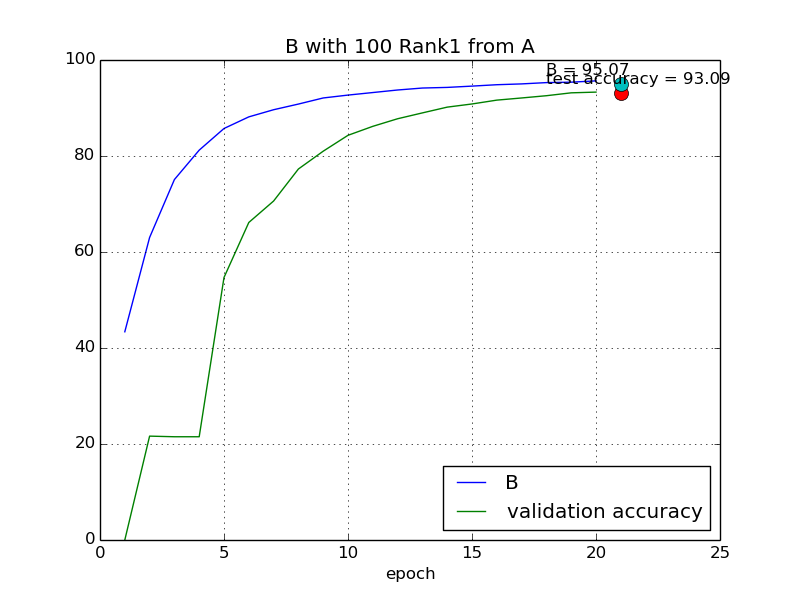 B with 100 Rank1 from A
B = 95.07
test accuracy = 93.09
100
80
60
40
20
0
0 5 10 15 20 25
epoch
B
validation accuracy